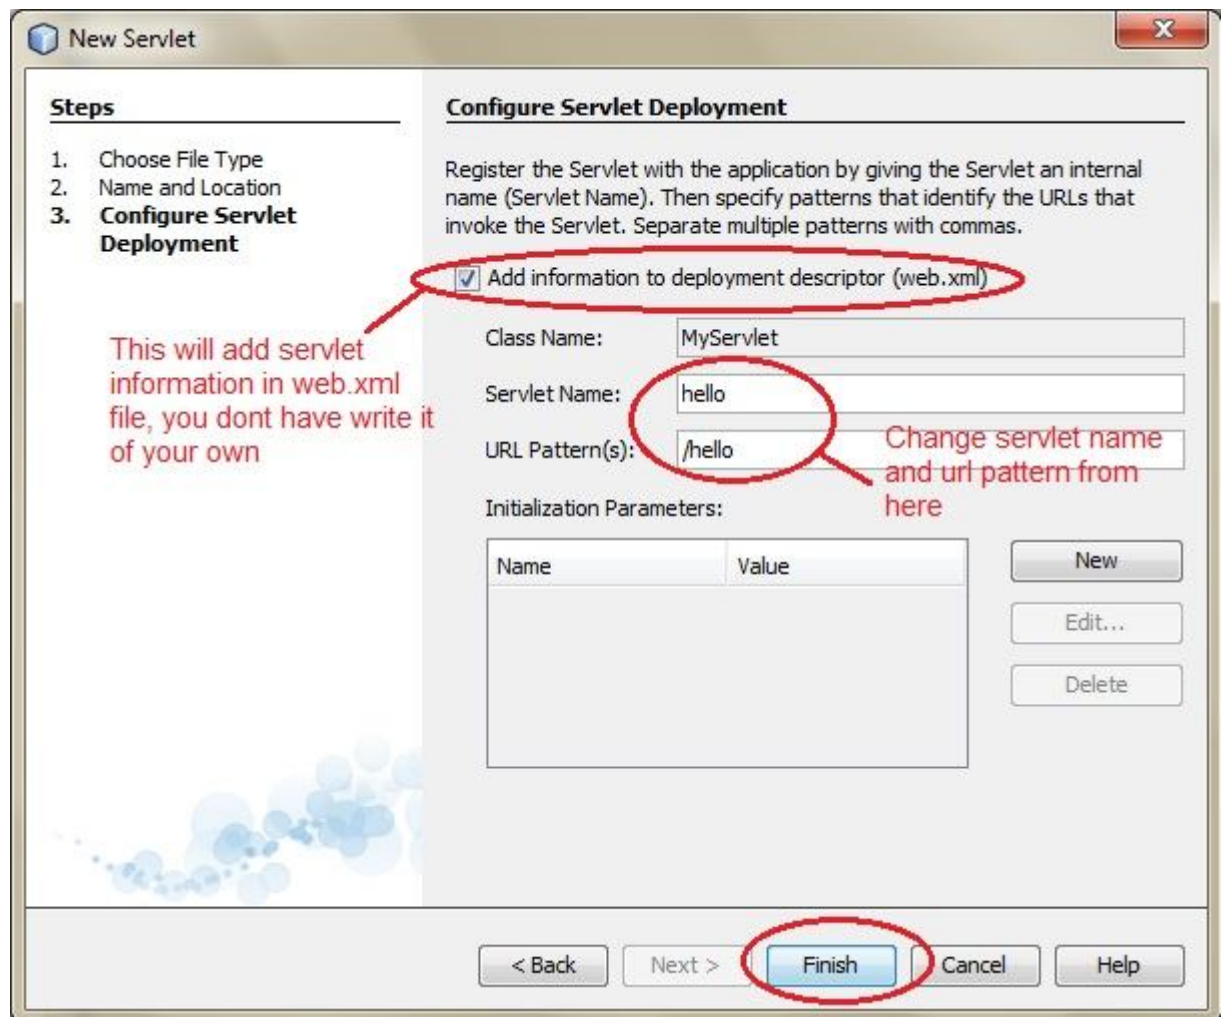 New Servlet
Steps
1. Choose File Type
2. Name and Location
3. Configure Servlet
Deployment
This will add servlet
information in web.xml
file, you dont have write it
of your own
Configure Servlet Deployment
Register the Servlet with the application by giving the Servlet an internal
name (Servlet Name). Then specify patterns that identify the URLs that
invoke the Servlet. Separate multiple patterns with commas.
Add information to deployment descriptor (web.xml)
Class Name: MyServlet
Servlet Name: hello
URL Pattern(s): /hello
Change servlet name
and url pattern from
here
Initialization Parameters:
Name Value
New
Edit...
Delete
< Back Next > Finish Cancel Help